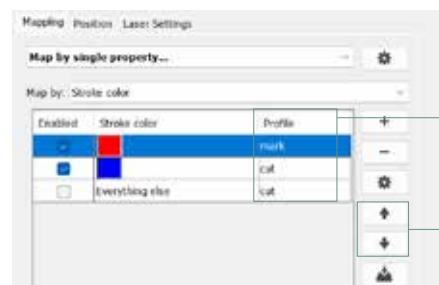 Mapping Position Laser Settings
Map by single property...
Map by: Stroke color
Enabled Stroke color Profile
mark
cut
Everything else cut